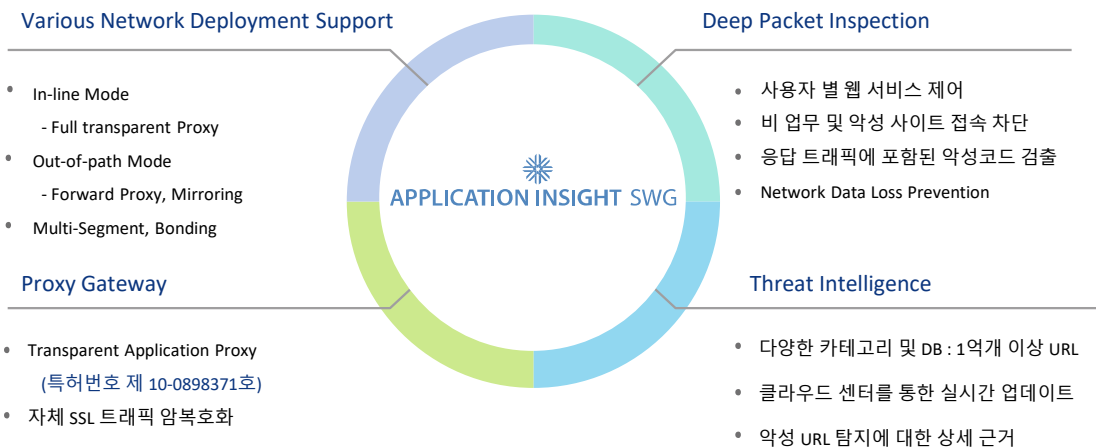 Various Network Deployment Support
• In-line Mode
- Full transparent Proxy
• Out-of-path Mode
- Forward Proxy, Mirroring
• Multi-Segment, Bonding
Deep Packet Inspection
• 사용자 별 웹 서비스 제어
• 비 업무 및 악성 사이트 접속 차단
• 응답 트래픽에 포함된 악성코드 검출
• Network Data Loss Prevention
APPLICATION INSIGHT SWG
Proxy Gateway
• Transparent Application Proxy
(특허번호 제 10-0898371호)
• 자체 SSL 트래픽 암복호화
Threat Intelligence
• 다양한 카테고리 및 DB : 1억개 이상 URL
• 클라우드 센터를 통한 실시간 업데이트
• 악성 URL 탐지에 대한 상세 근거